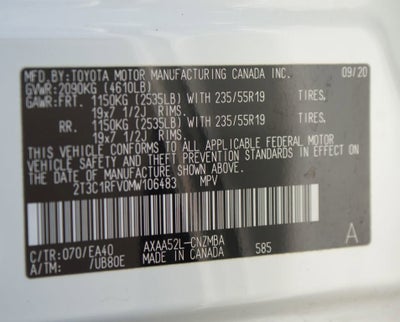 MFD.BY:TOYOTA MOTOR MANUFACTURING CANADA INC. 09/20
GVWR:2090KG (4610LB)
GAWR:FRT. 1150KG (2535LB) WITH 235/55R19 TIRES,
19x7 1/2J RIMS,
RR. 1150KG (2535LB) WITH 235/55R19 TIRES,
19x7 1/2J RIMS,
THIS VEHICLE CONFORMS TO ALL APPLICABLE FEDERAL MOTOR
VEHICLE SAFETY AND THEFT PREVENTION STANDARDS IN EFFECT
ON THE DATE OF MANUFACTURE SHOWN ABOVE.
2T3C1RFV0MW106483 MPV
C/TR:070/EA40 AXAA52L-CNZMBA A
A/TM: /UB80E MADE IN CANADA 585